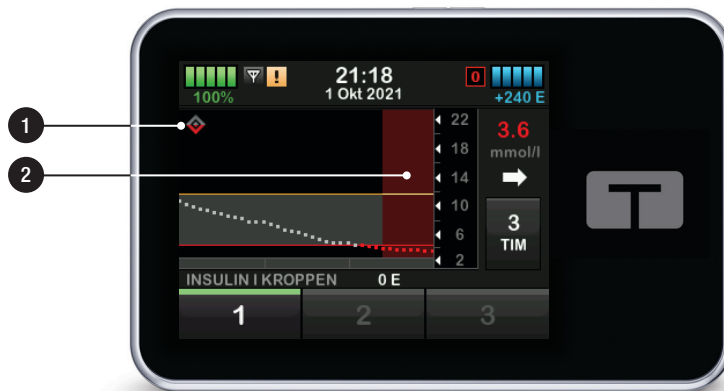 21:18
100%
1 Okt 2021
0
+240 E
1
22
3.6
18
mmol/l
2
14
10
3
TIM
6
2
INSULIN I KROPPEN 0 E
1 2 3